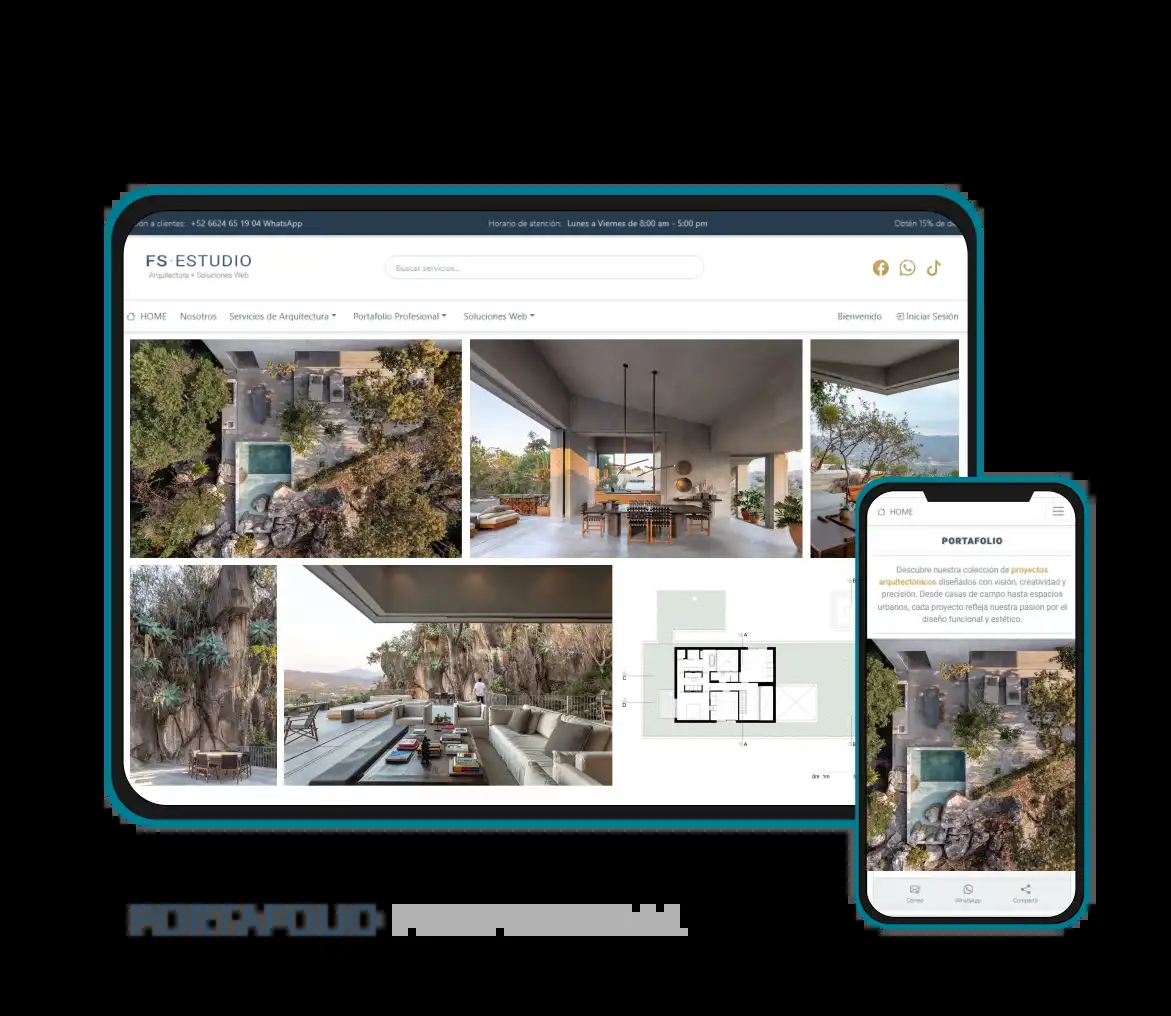 ón a clientes: +52 6624 65 19 04 WhatsApp
Horario de atención: Lunes a Viernes de 8:00 am - 5:00 pm
Obtén 15% de de
FS·ESTUDIO
Arquitectura + Soluciones Web
Buscar servicios...
HOME Nosotros Servicios de Arquitectura Portafolio Profesional Soluciones Web Bienvenido Iniciar Sesión
A
C
D
A
0m 1m
HOME
PORTAFOLIO
Descubre nuestra colección de proyectos
arquitectónicos diseñados con visión, creatividad y
precisión. Desde casas de campo hasta espacios
urbanos, cada proyecto refleja nuestra pasión por el
diseño funcional y estético.
Correo WhatsApp Compartir
PORTAFOLIO